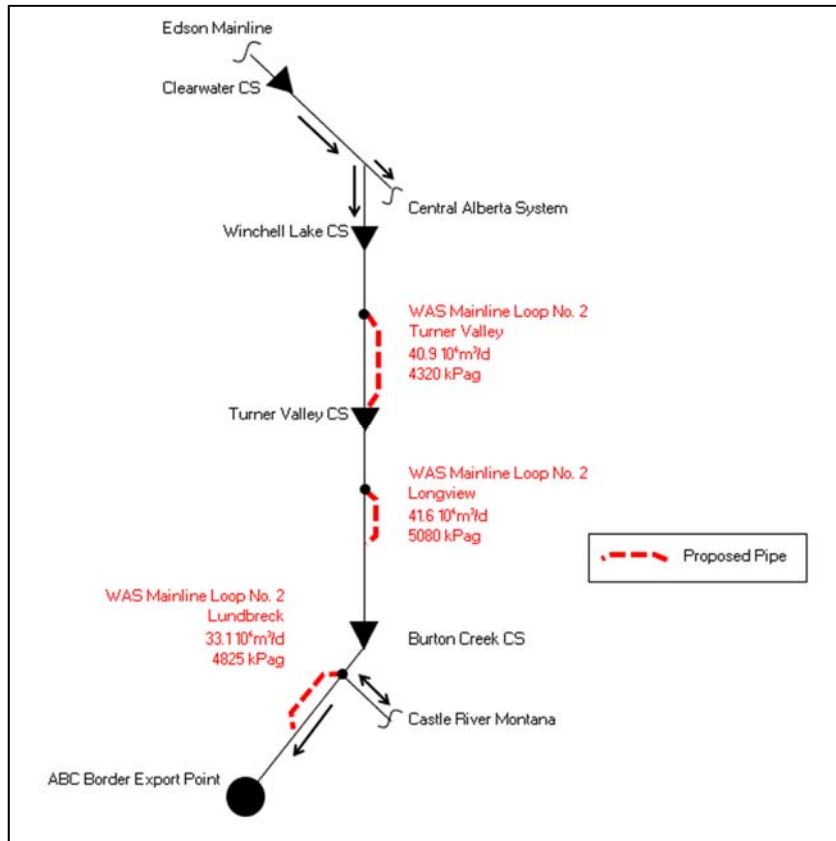 Edson Mainline
Clearwater CS
Central Alberta System
Winchell Lake CS
WAS Mainline Loop No. 2
Turner Valley
40.9 10⁶m³/d
4320 kPag
Turner Valley CS
WAS Mainline Loop No. 2
Longview
41.6 10⁶m³/d
5080 kPag
Proposed Pipe
WAS Mainline Loop No. 2
Lundbreck
33.1 10⁶m³/d
4825 kPag
Burton Creek CS
Castle River Montana
ABC Border Export Point